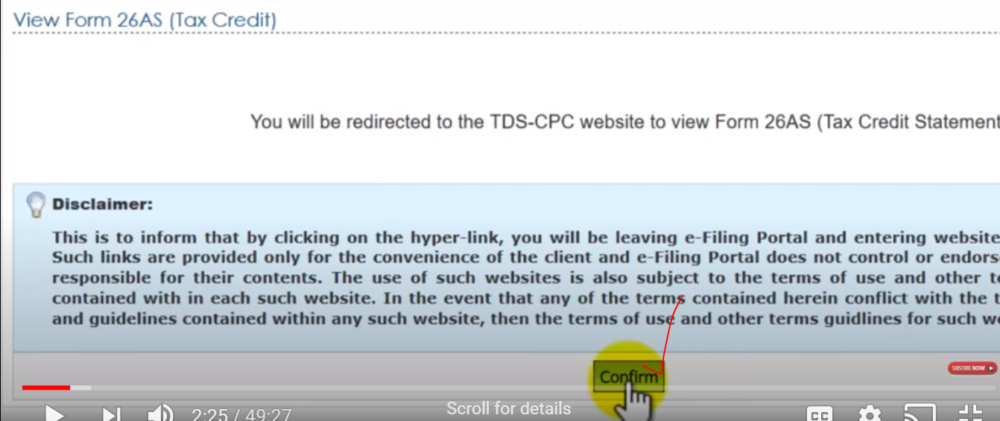 View Form 26AS (Tax Credit)
You will be redirected to the TDS-CPC website to view Form 26AS (Tax Credit Statement
Disclaimer:
This is to inform that by clicking on the hyper-link, you will be leaving e-Filing Portal and entering website
Such links are provided only for the convenience of the client and e-Filing Portal does not control or endors
responsible for their contents. The use of such websites is also subject to the terms of use and other t
contained with in each such website. In the event that any of the terms contained herein conflict with the t
and guidelines contained within any such website, then the terms of use and other terms guidlines for such w
Confirm
SUBSCRIBE NOW
2:25 / 49:27
Scroll for details
CC